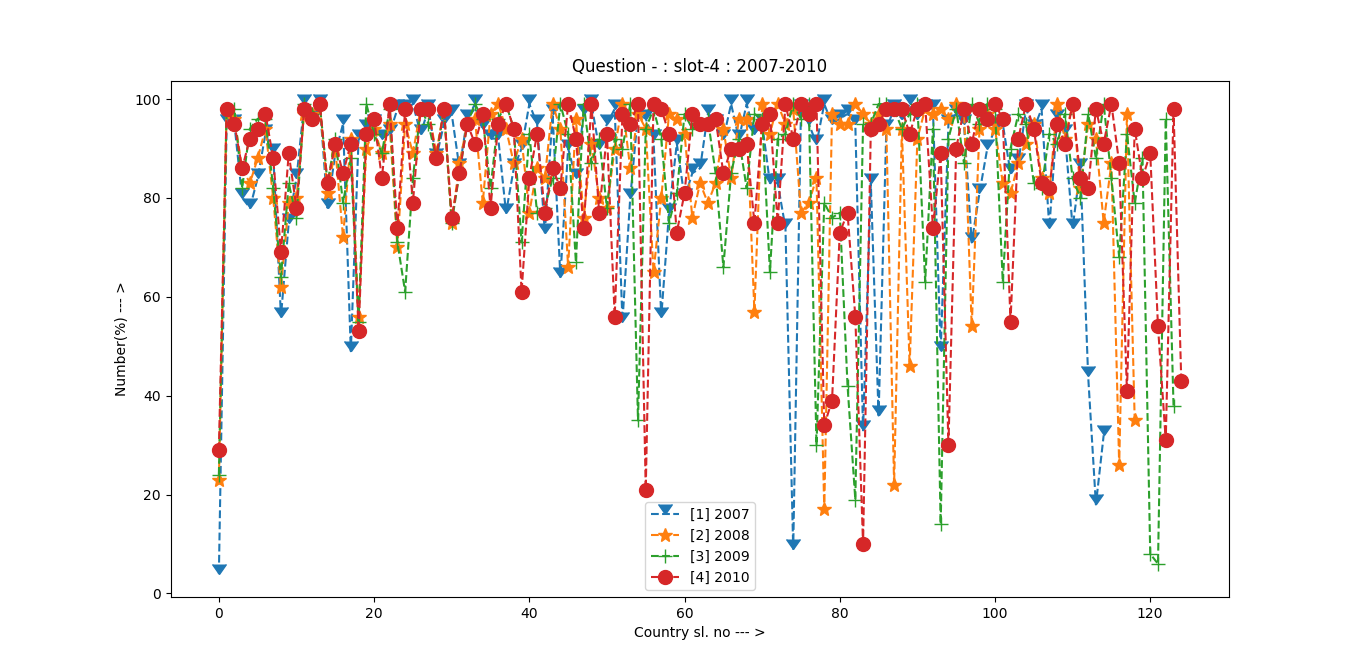 Question - : slot-4 : 2007-2010
Number(%) --- >
100
80
60
40
20
0
[1] 2007
[2] 2008
[3] 2009
[4] 2010
0 20 40 60 80 100 120
Country sl. no --- >